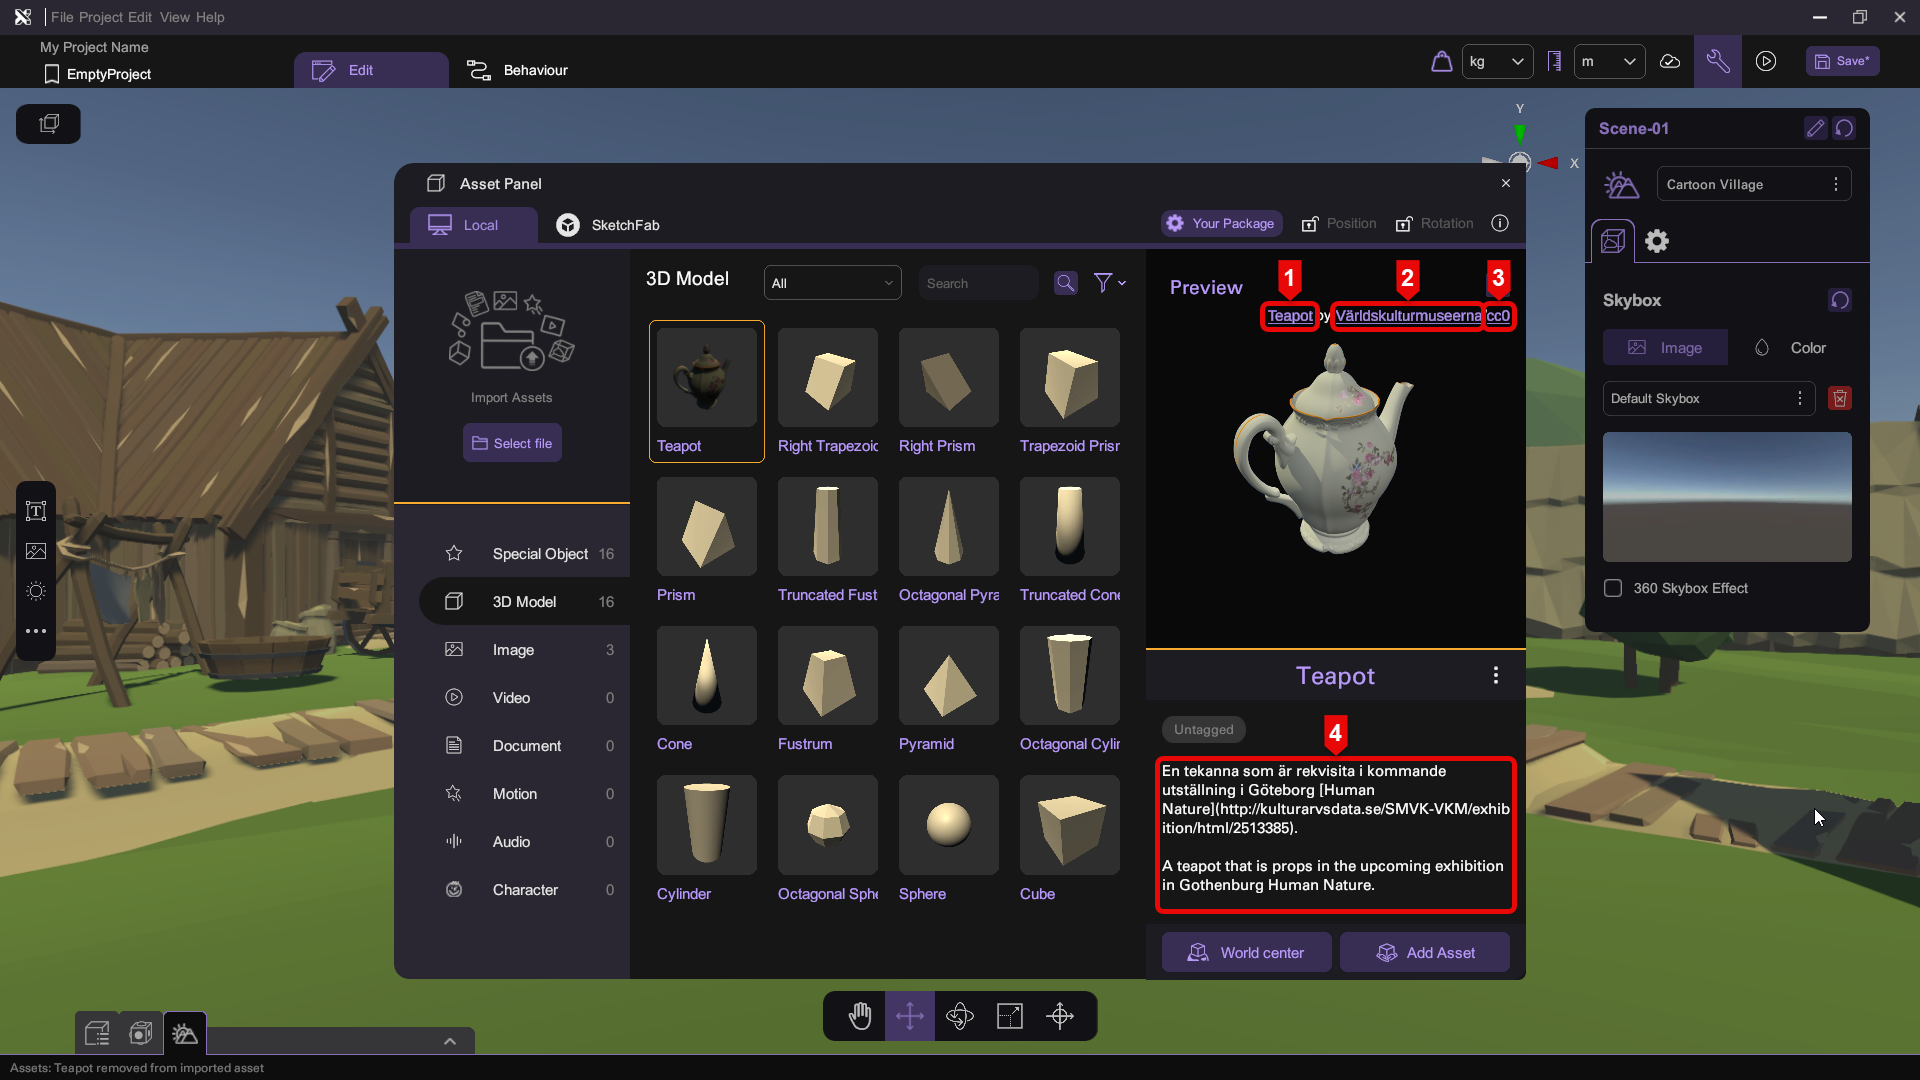 File Project Edit View Help
My Project Name
EmptyProject
Edit
Behaviour
kg
m
Save*
Y
X
Scene-01
Cartoon Village
Skybox
Image
Color
Default Skybox
360 Skybox Effect
Asset Panel
Local
SketchFab
Your Package
Position
Rotation
Import Assets
Select file
Special Object 16
3D Model 16
Image 3
Video 0
Document 0
Motion 0
Audio 0
Character 0
3D Model
All
Search
Teapot
Right Trapezoid
Right Prism
Trapezoid Prisr
Prism
Truncated Fust
Octagonal Pyra
Truncated Cone
Cone
Fustrum
Pyramid
Octagonal Cylir
Cylinder
Octagonal Sphe
Sphere
Cube
Preview
1
2
3
Teapot by Världskulturmuseerna cc0
Teapot
Untagged
4
En tekanna som är rekvisita i kommande
utställning i Göteborg [Human
Nature](http://kulturarvsdata.se/SMVK-VKM/exhib
ition/html/2513385).
A teapot that is props in the upcoming exhibition
in Gothenburg Human Nature.
World center
Add Asset
Assets: Teapot removed from imported asset